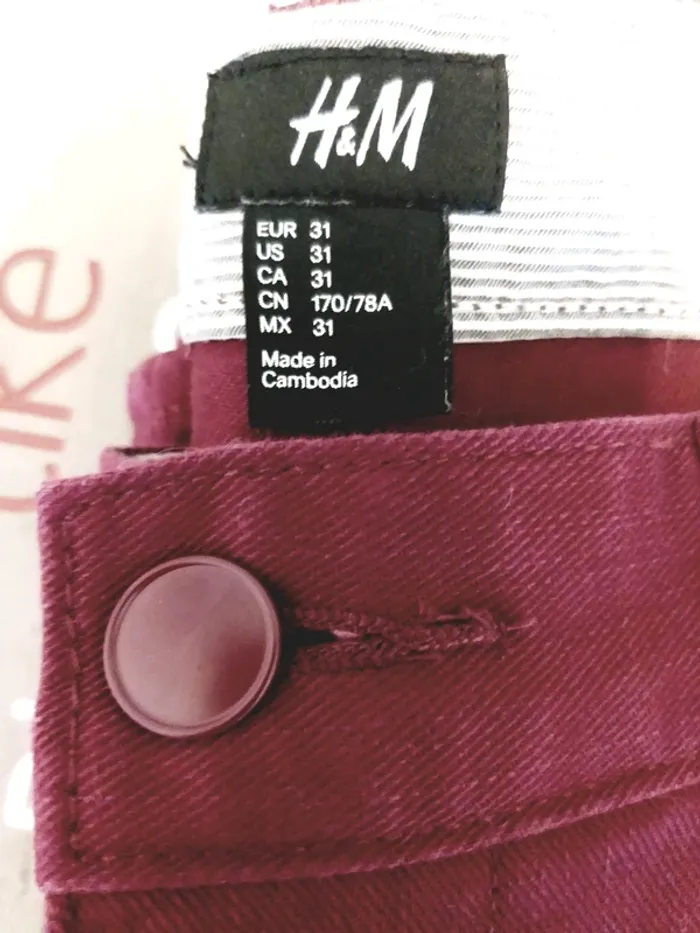 H&M
EUR 31
US 31
CA 31
CN 170/78A
MX 31
Made in
Cambodia